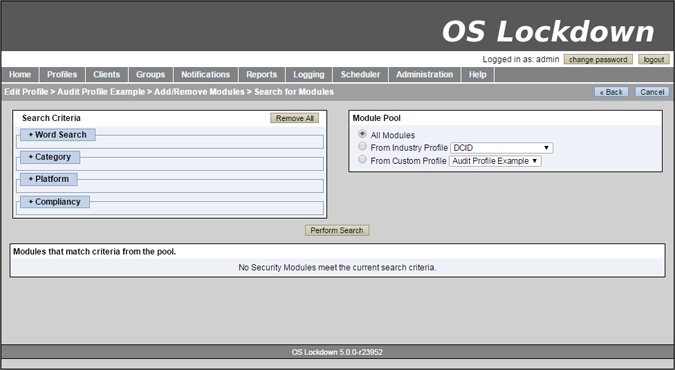 OS Lockdown
Logged in as: admin change password logout
Home Profiles Clients Groups Notifications Reports Logging Scheduler Administration Help
Edit Profile > Audit Profile Example > Add/Remove Modules > Search for Modules « Back Cancel
Search Criteria Remove All
+ Word Search
+ Category
+ Platform
+ Compliancy
Module Pool
All Modules
From Industry Profile DCID
From Custom Profile Audit Profile Example
Perform Search
Modules that match criteria from the pool.
No Security Modules meet the current search criteria.
OS Lockdown 5.0.0-r23952